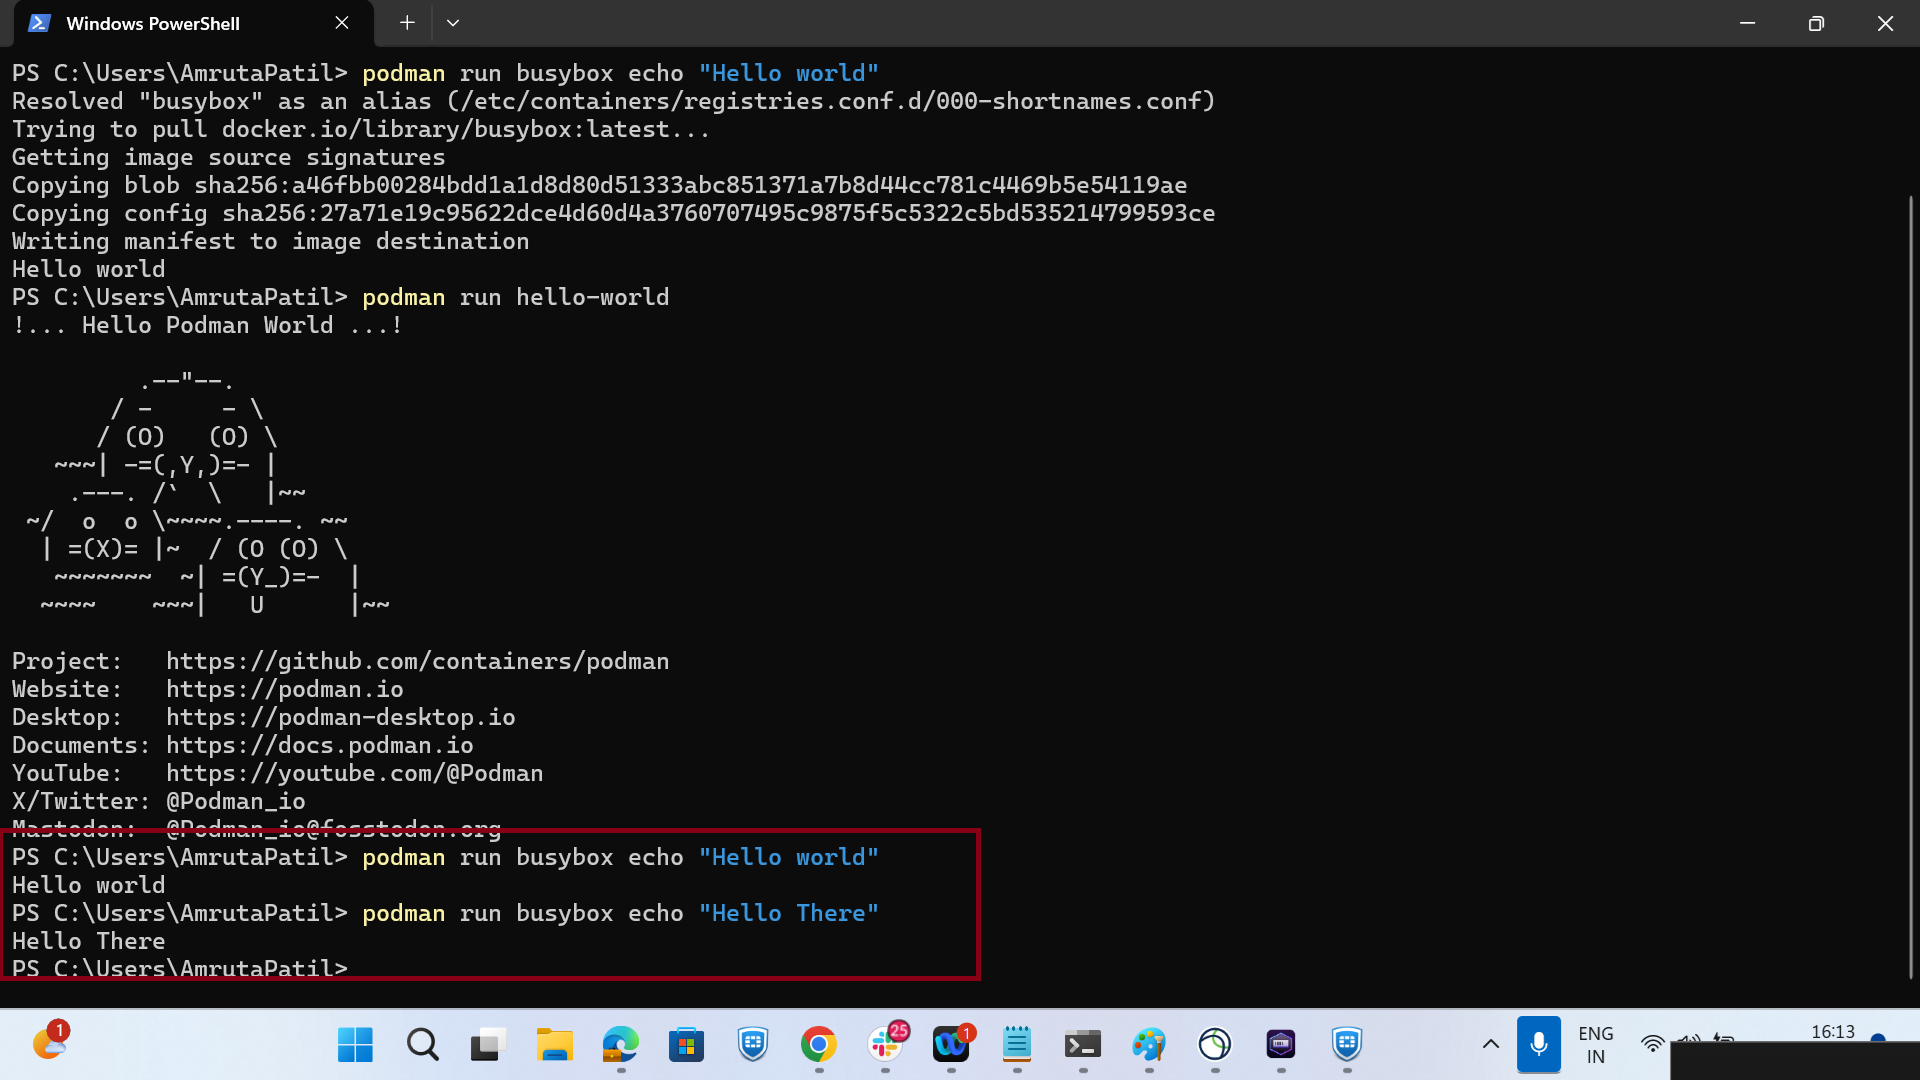 Windows PowerShell
PS C:\Users\AmrutaPatil> podman run busybox echo "Hello world"
Resolved "busybox" as an alias (/etc/containers/registries.conf.d/000-shortnames.conf)
Trying to pull docker.io/library/busybox:latest...
Getting image source signatures
Copying blob sha256:a46fbb00284bdd1a1d8d80d51333abc851371a7b8d44cc781c4469b5e54119ae
Copying config sha256:27a71e19c95622dce4d60d4a3760707495c9875f5c5322c5bd535214799593ce
Writing manifest to image destination
Hello world
PS C:\Users\AmrutaPatil> podman run hello-world
!... Hello Podman World ...!
         .--"--.
       / -     - \
      / (O)   (O) \
   ~~~| -=(,Y,)=- |
    .---. /`  \   |~~
 ~/  o  o \~~~~.----. ~~
  | =(X)= |~  / (O (O) \
   ~~~~~~~  ~| =(Y_)=-  |
  ~~~~    ~~~|   U      |~~
Project:   https://github.com/containers/podman
Website:   https://podman.io
Desktop:   https://podman-desktop.io
Documents: https://docs.podman.io
YouTube:   https://youtube.com/@Podman
X/Twitter: @Podman_io
Mastodon:  @Podman_io@fosstodon.org
PS C:\Users\AmrutaPatil> podman run busybox echo "Hello world"
Hello world
PS C:\Users\AmrutaPatil> podman run busybox echo "Hello There"
Hello There
PS C:\Users\AmrutaPatil>
1
25
1
ENG
IN
16:13